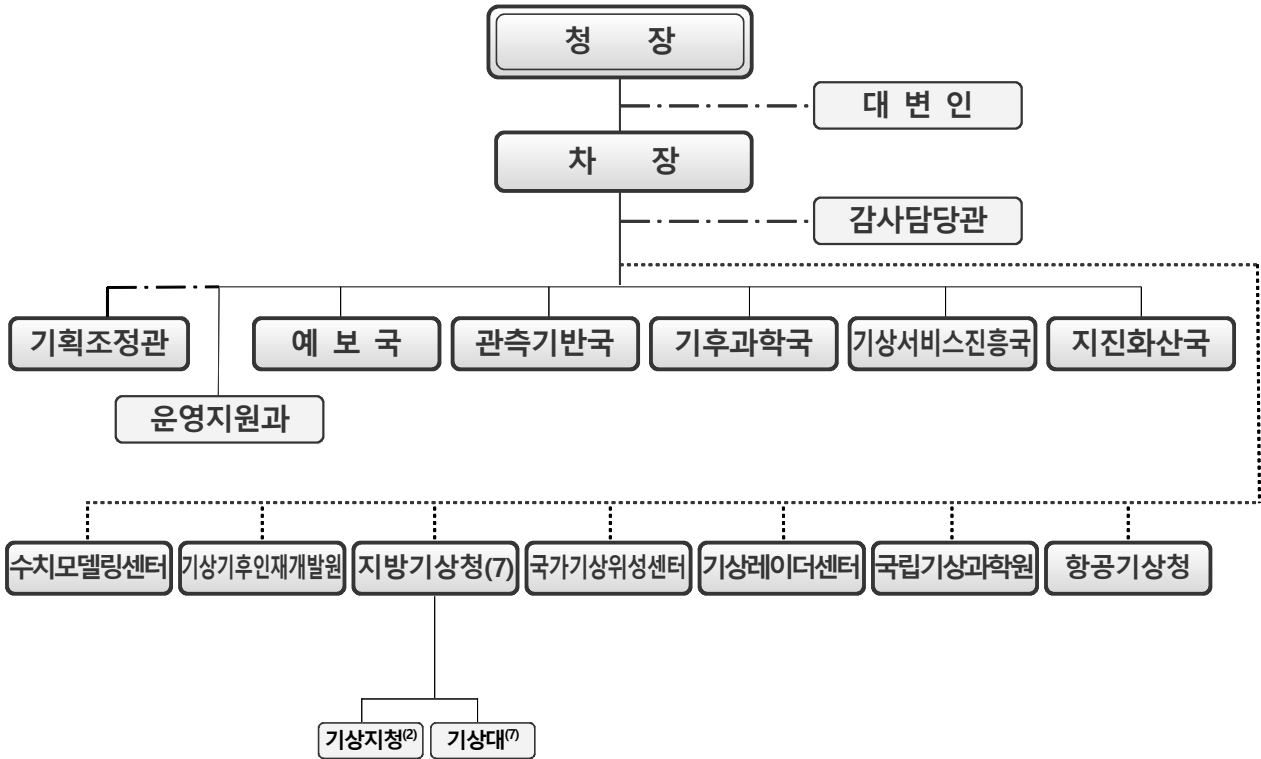 청 장
대 변 인
차 장
감사담당관
기획조정관
예 보 국
관측기반국
기후과학국
기상서비스진흥국
지진화산국
운영지원과
수치모델링센터
기상기후인재개발원
지방기상청(7)
국가기상위성센터
기상레이더센터
국립기상과학원
항공기상청
기상지청(2)
기상대(7)